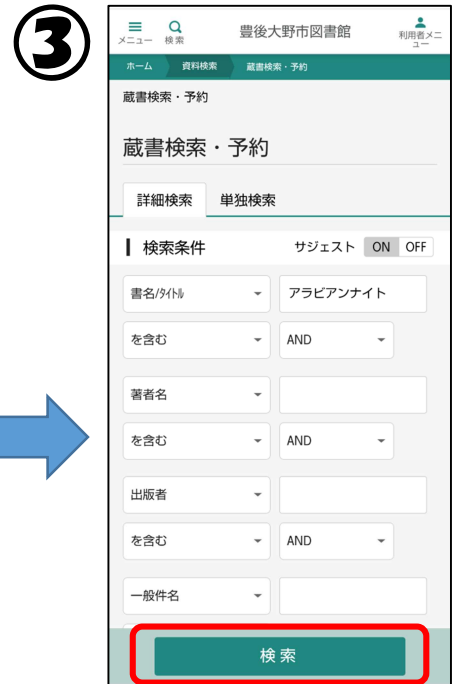 ③
豊後大野市図書館
メニュー 検索 利用者メニ
ュー
ホーム 資料検索 蔵書検索・予約
蔵書検索・予約
蔵書検索・予約
詳細検索 単独検索
検索条件 サジェスト ON OFF
書名/ﾀｲﾄﾙ アラビアンナイト
を含む AND
著者名
を含む AND
出版者
を含む AND
一般件名
検索